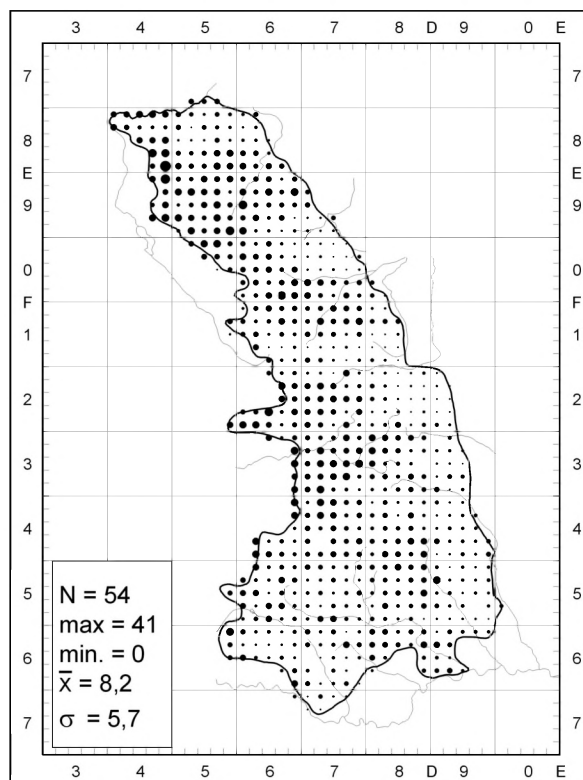 3 4 5 6 7 8 D 9 0 E
7 7
8 8
E E
9 9
0 0
F F
1 1
2 2
3 3
4 4
5 5
6 6
7 7
N = 54
max = 41
min. = 0
x̅ = 8,2
σ = 5,7
3 4 5 6 7 8 D 9 0 E